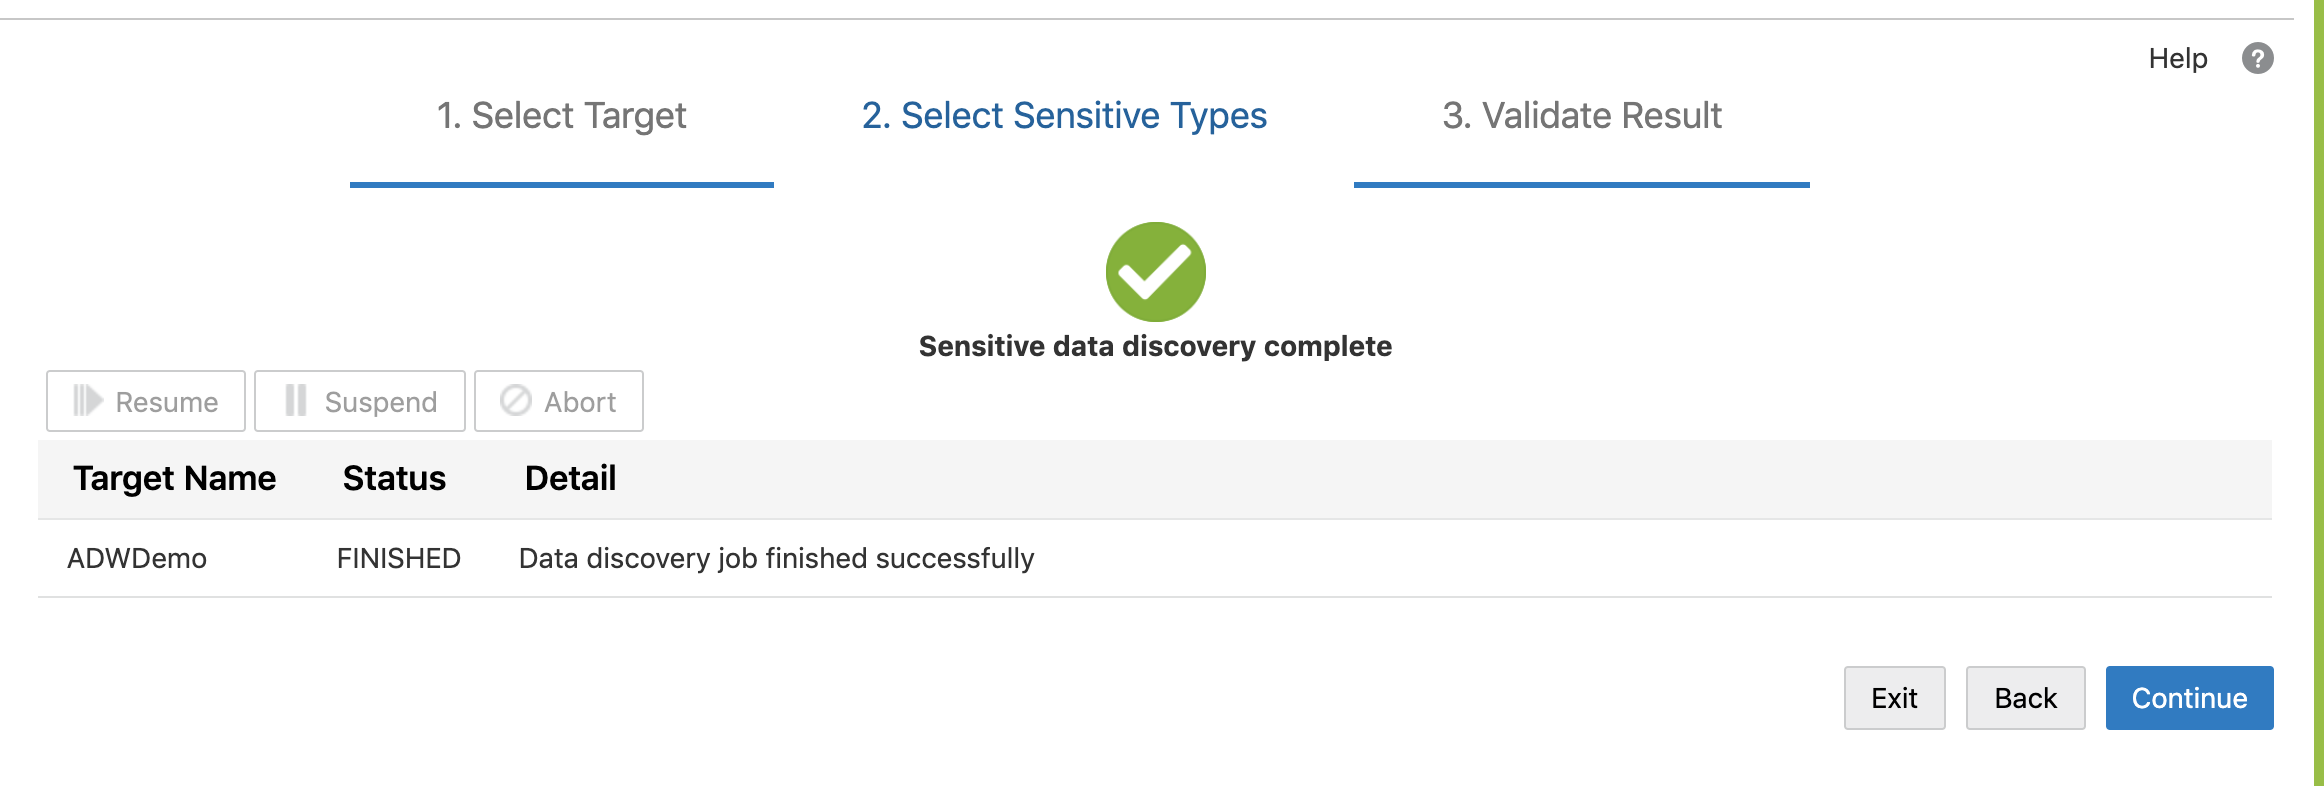 Help ?
1. Select Target 2. Select Sensitive Types 3. Validate Result
Sensitive data discovery complete
Resume Suspend Abort
Target Name Status Detail
ADWDemo FINISHED Data discovery job finished successfully
Exit Back Continue